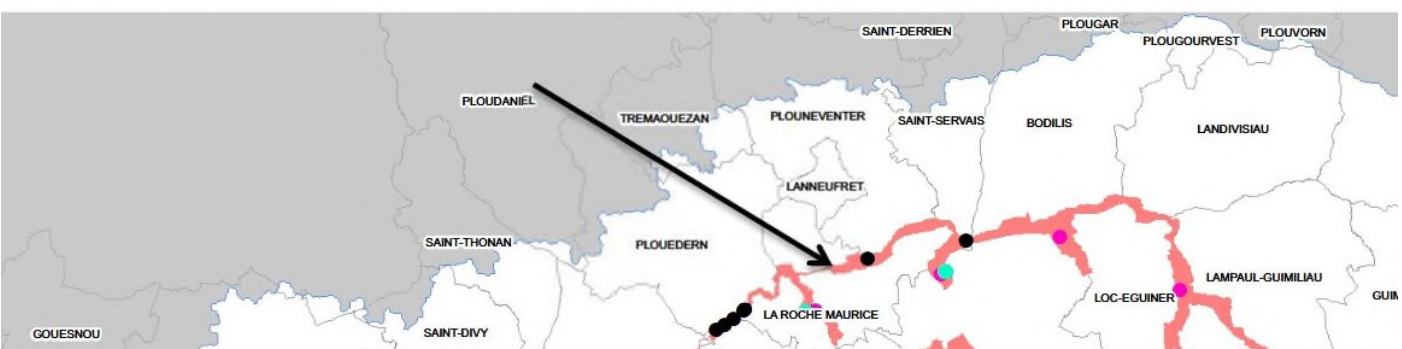 PLOUGAR
SAINT-DERRIEN
PLOUVORN
PLOUGOURVEST
PLOUDANIEL
TREMAOUEZAN
PLOUNEVENTER
SAINT-SERVAIS
BODILIS
LANDIVISIAU
LANNEUFRET
SAINT-THONAN
PLOUEDERN
LAMPAUL-GUIMILIAU
LOC-EGUINER
GUIM
LA ROCHE MAURICE
GOUESNOU
SAINT-DIVY